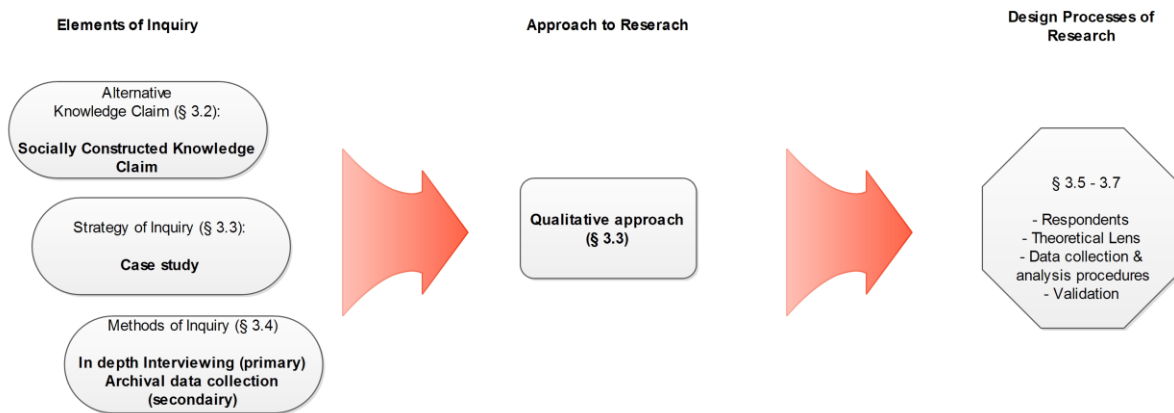 Elements of Inquiry
Approach to Reserach
Design Processes of
Research
Alternative
Knowledge Claim (§ 3.2):
Socially Constructed Knowledge
Claim
Strategy of Inquiry (§ 3.3):
Case study
Methods of Inquiry (§ 3.4)
In depth Interviewing (primary)
Archival data collection
(secondairy)
Qualitative approach
(§ 3.3)
§ 3.5 - 3.7
- Respondents
- Theoretical Lens
- Data collection &
analysis procedures
- Validation